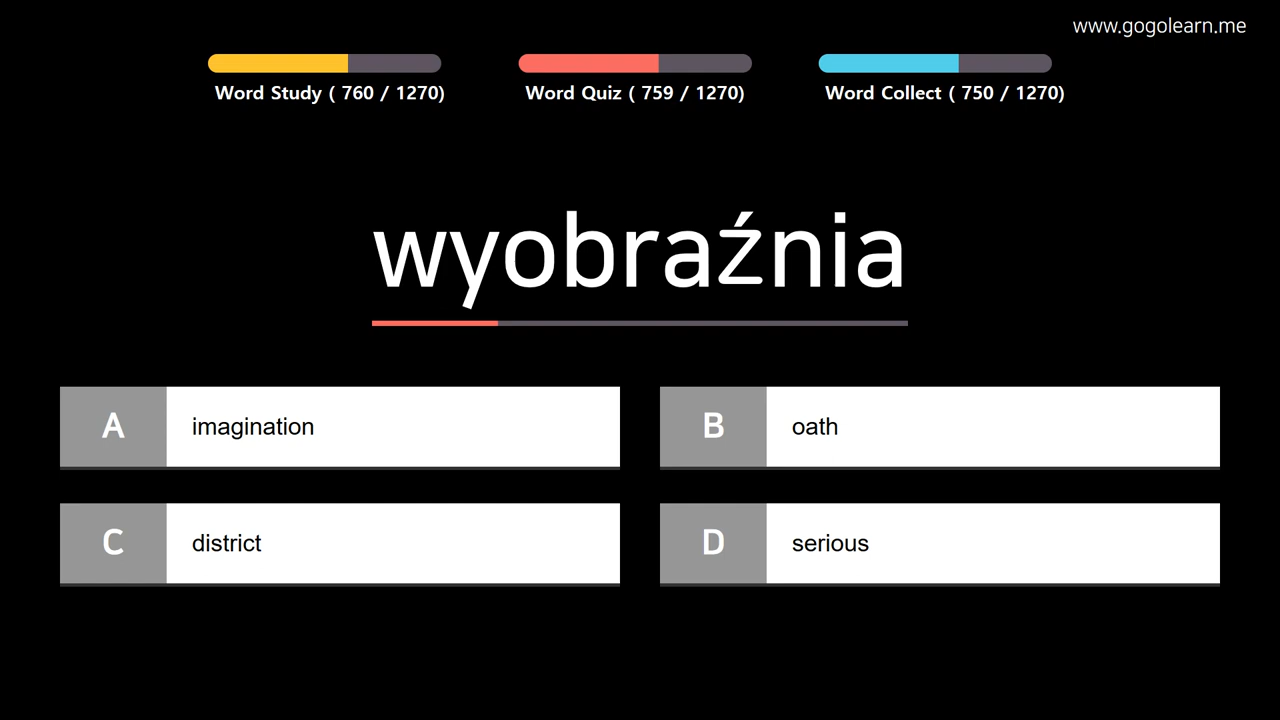 www.gogolearn.me
Word Study ( 760 / 1270)
Word Quiz ( 759 / 1270)
Word Collect ( 750 / 1270)
wyobraźnia
A imagination
B oath
C district
D serious